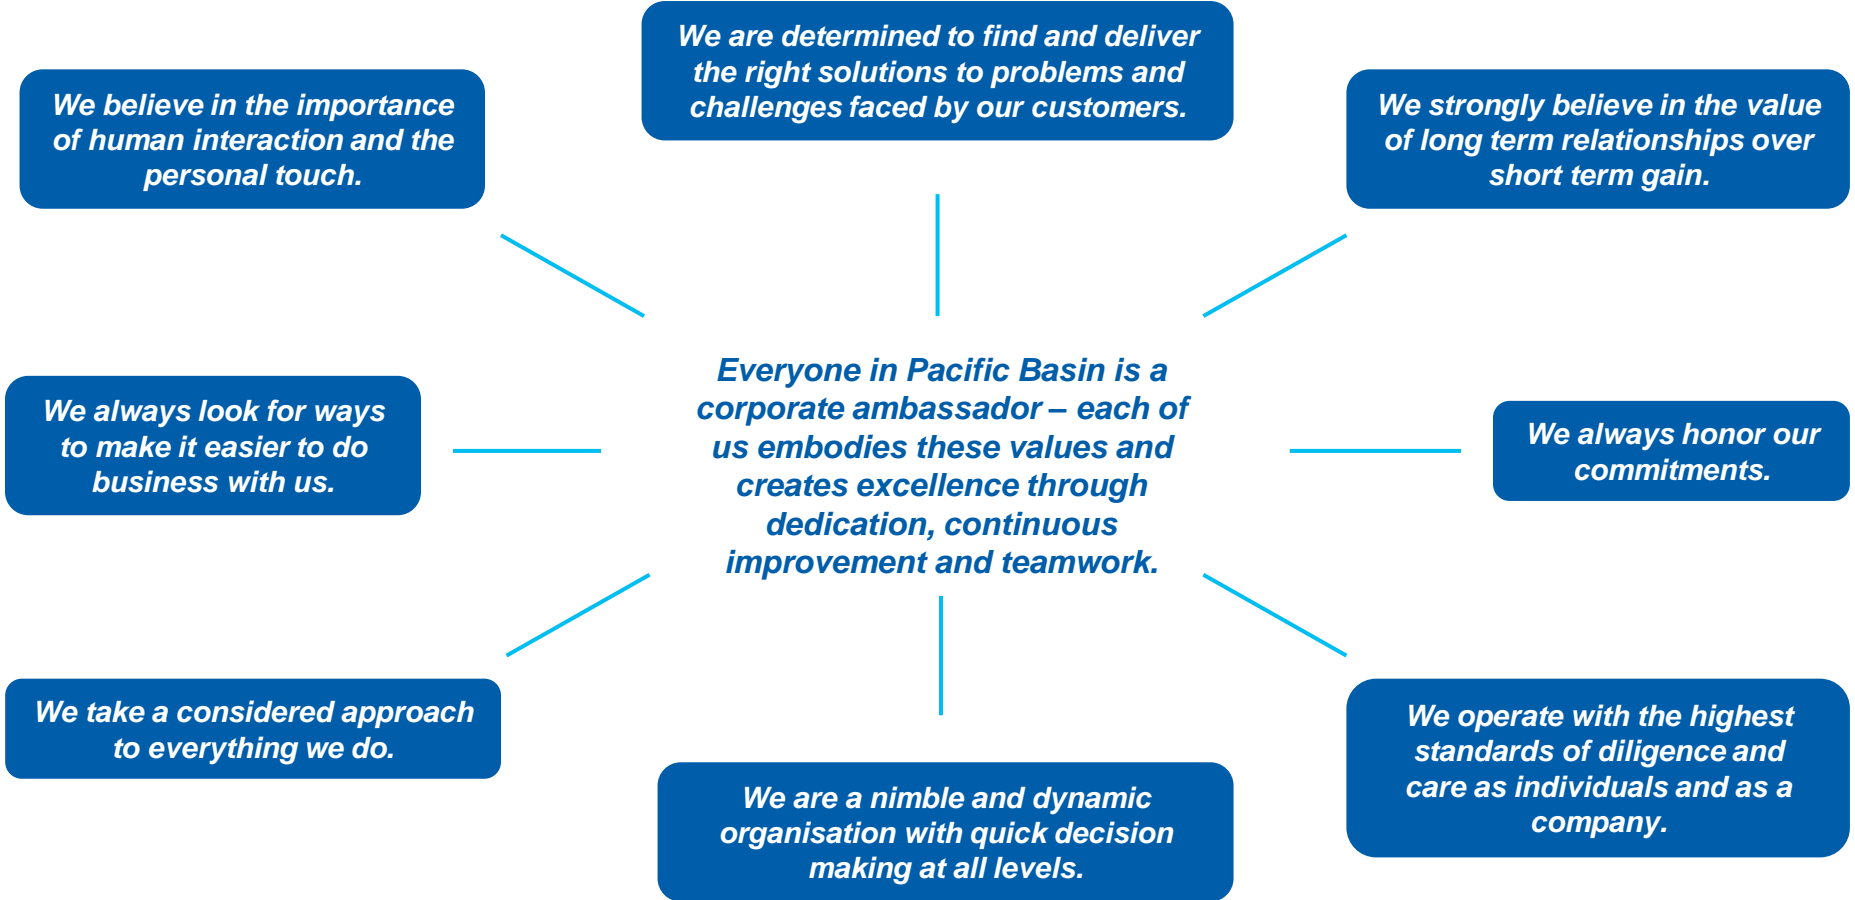 We are determined to find and deliver
the right solutions to problems and
challenges faced by our customers.
We believe in the importance
of human interaction and the
personal touch.
We strongly believe in the value
of long term relationships over
short term gain.
Everyone in Pacific Basin is a
corporate ambassador – each of
us embodies these values and
creates excellence through
dedication, continuous
improvement and teamwork.
We always look for ways
to make it easier to do
business with us.
We always honor our
commitments.
We take a considered approach
to everything we do.
We operate with the highest
standards of diligence and
care as individuals and as a
company.
We are a nimble and dynamic
organisation with quick decision
making at all levels.